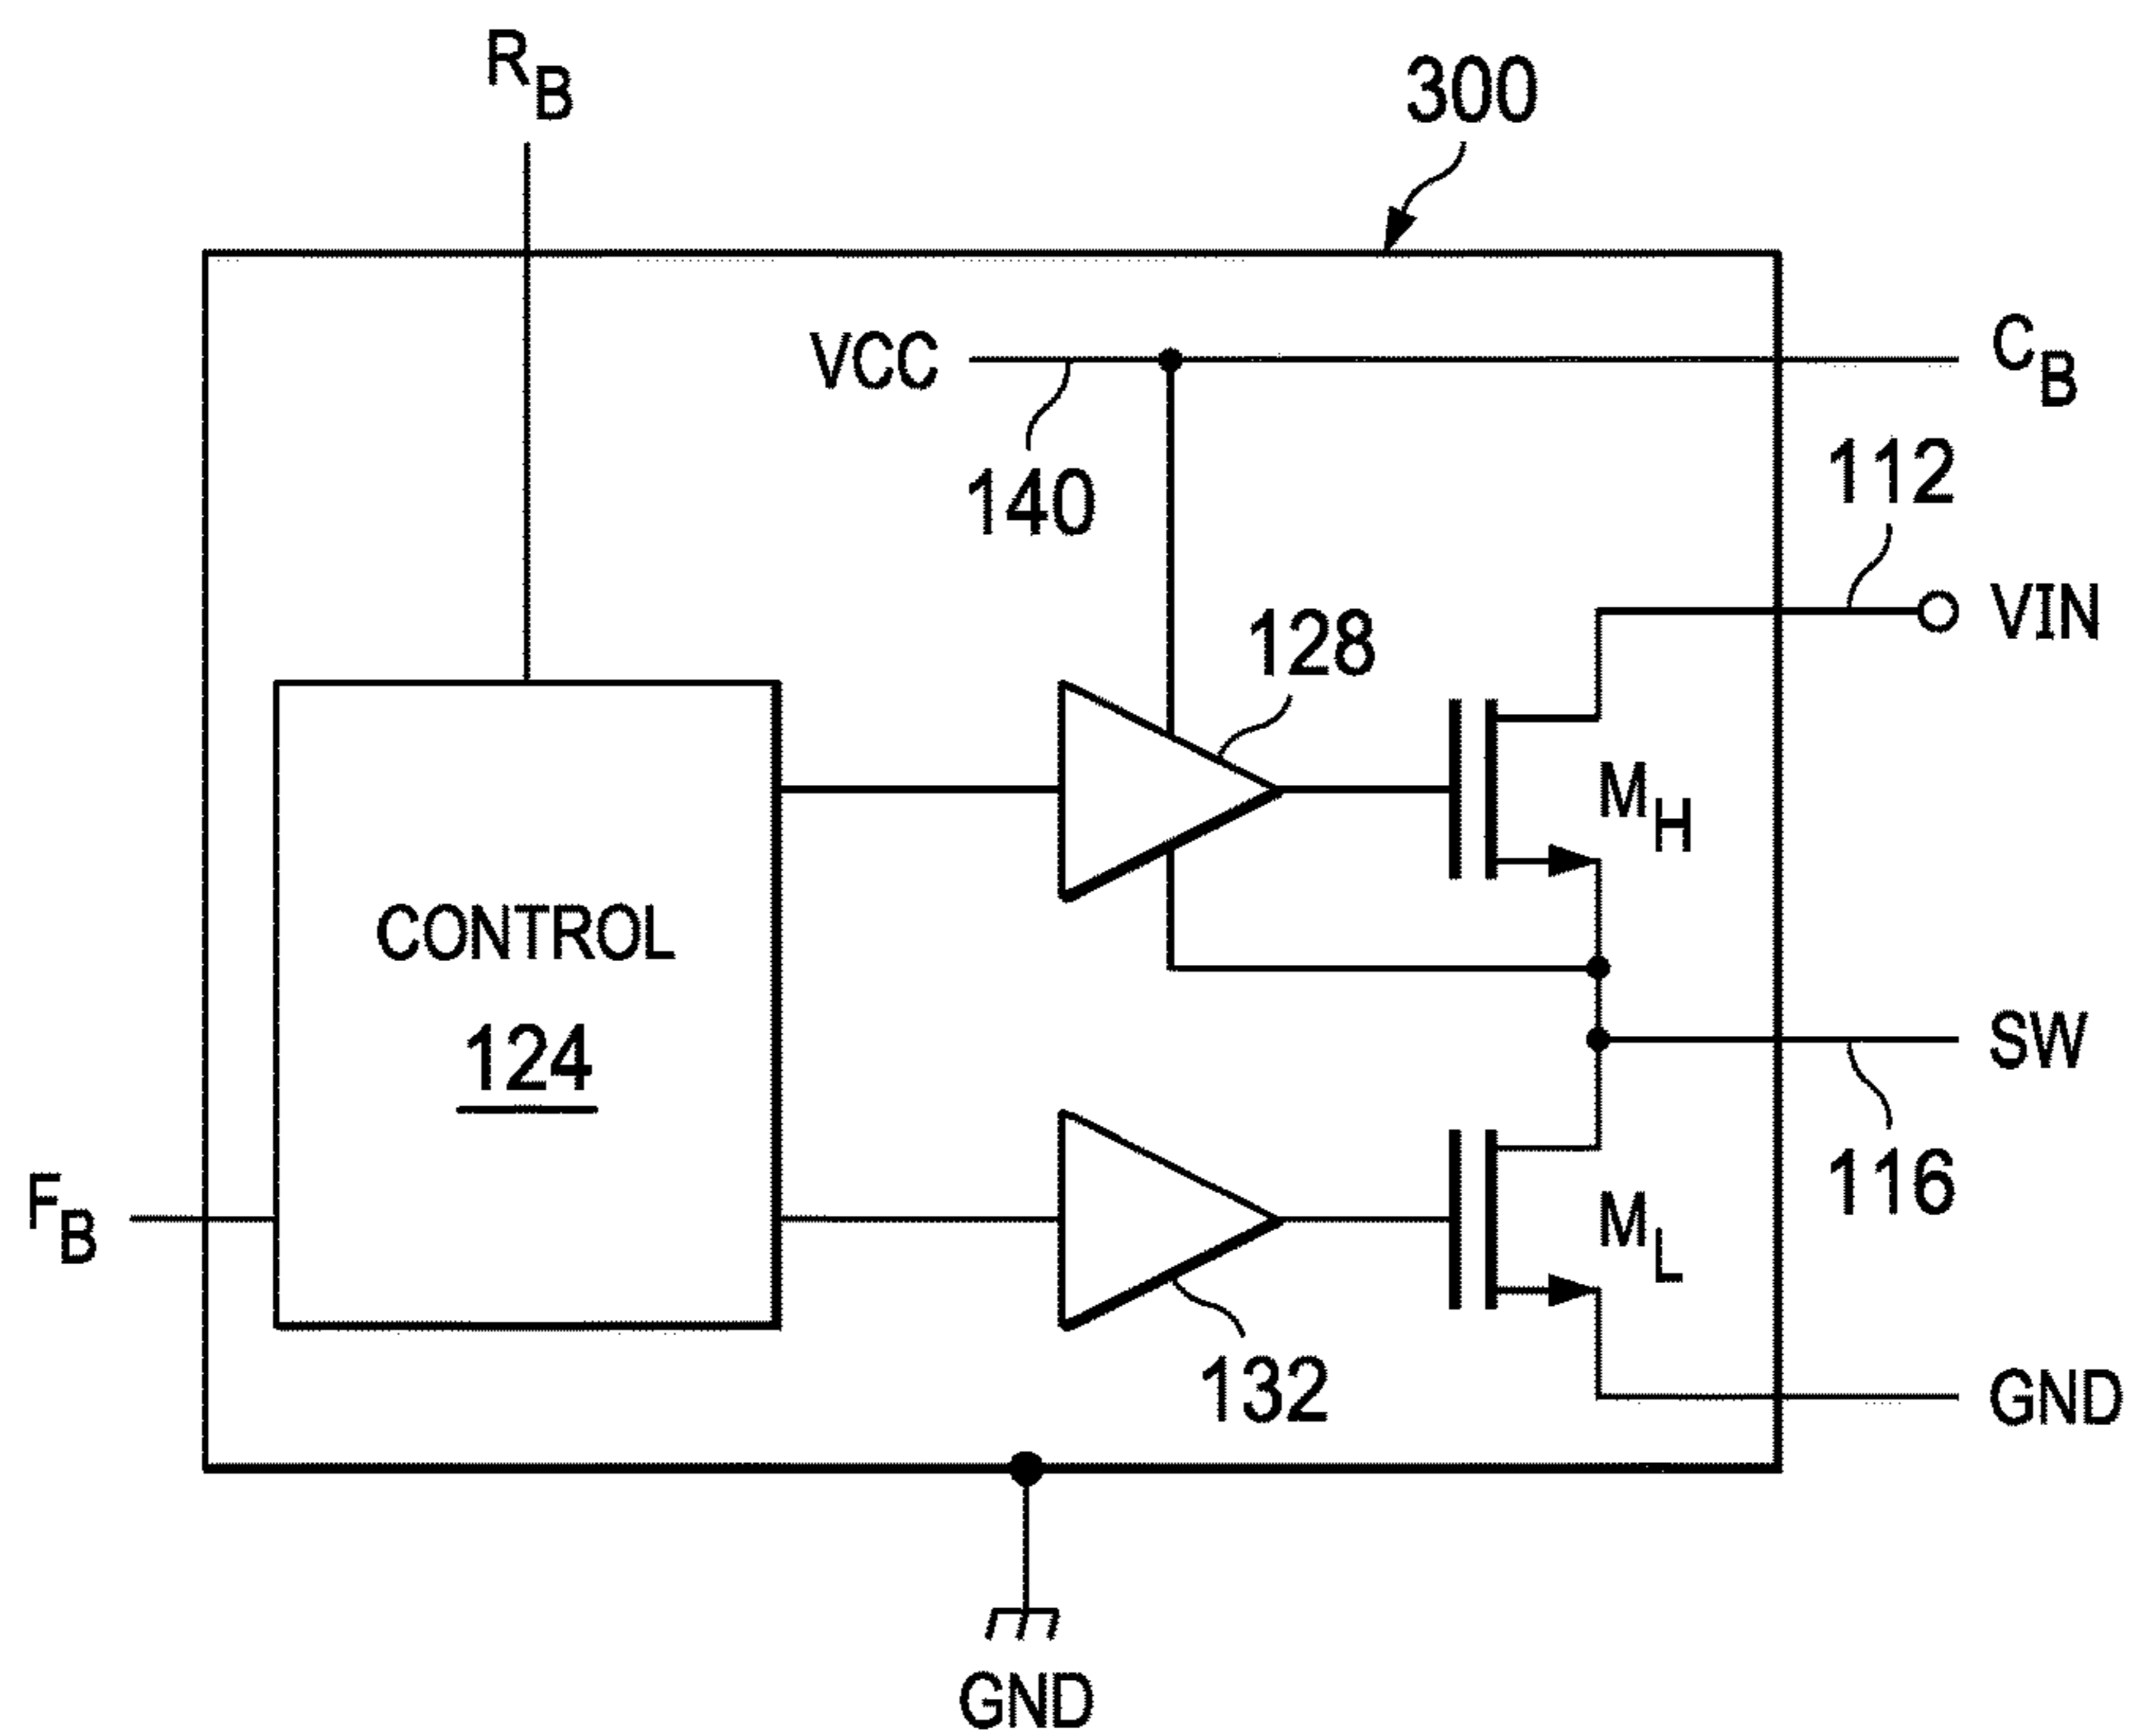 RB
300
VCC
CB
140
112
VIN
128
MH
CONTROL
124
SW
FB
ML
116
132
GND
GND